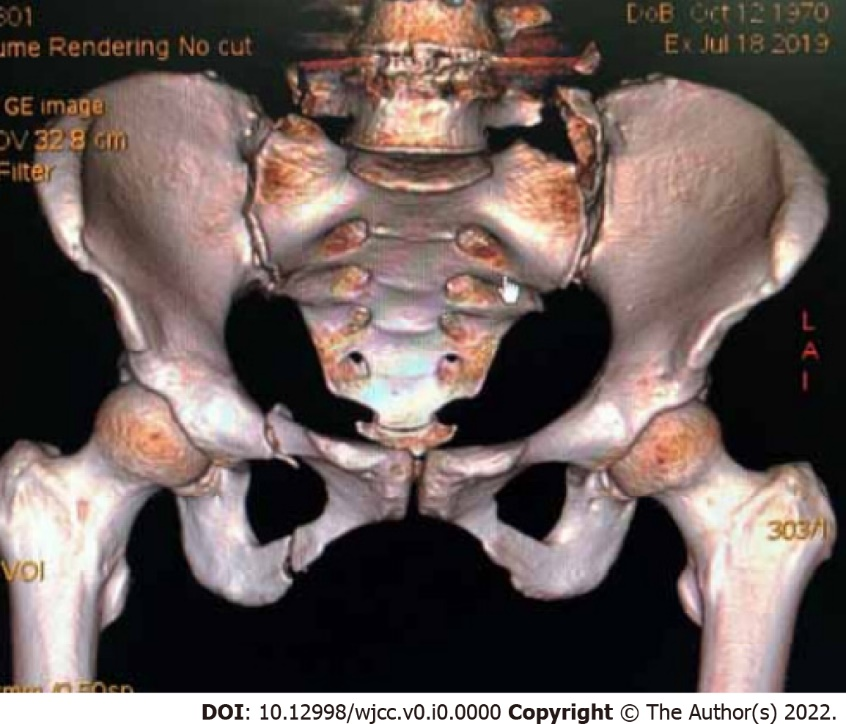 301
ume Rendering No cut
DoB Oct 12 1970
Ex Jul 18 2019
GE image
OV 32.8 cm
Filter
L
A
I
303/I
VOI
DOI: 10.12998/wjcc.v0.i0.0000 Copyright © The Author(s) 2022.